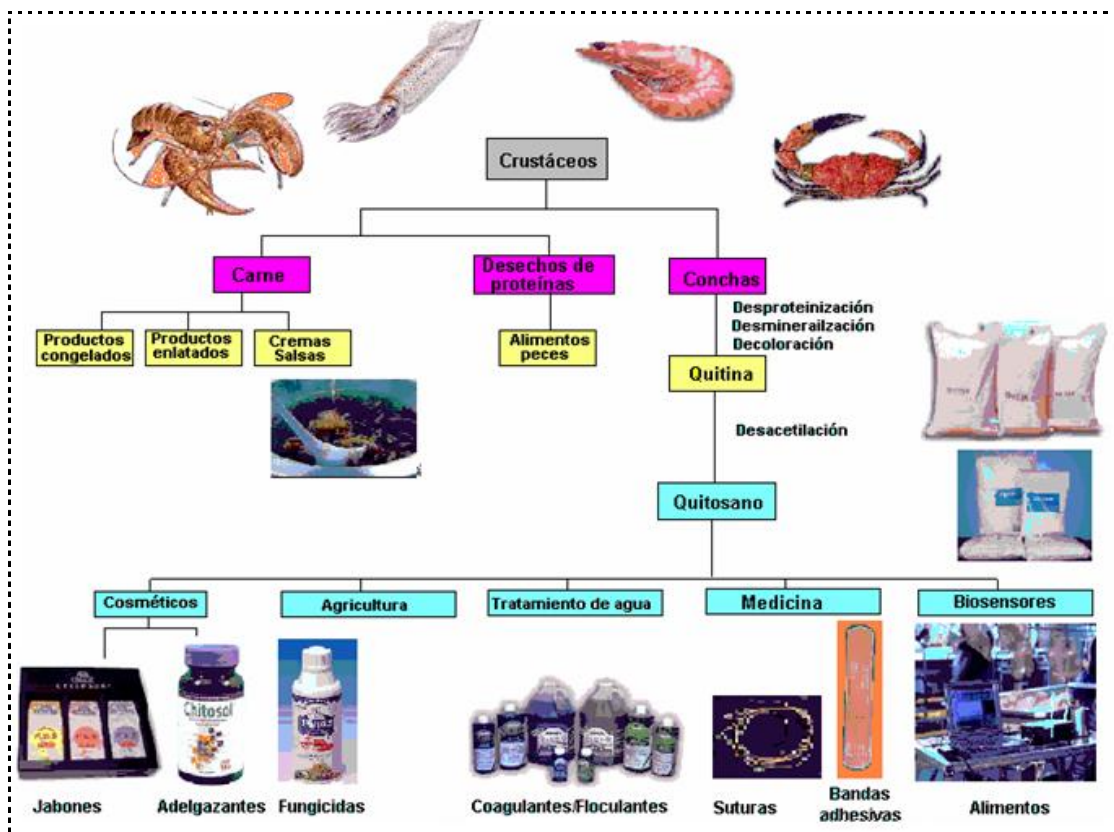 Crustáceos
Carne
Desechos de
proteínas
Conchas
Desproteinización
Desminerailzación
Decoloración
Productos
congelados
Productos
enlatados
Cremas
Salsas
Alimentos
peces
Quitina
Desacetilación
Quitosano
Cosméticos
Agricultura
Tratamiento de agua
Medicina
Biosensores
Chitosol
Jabones
Adelgazantes
Fungicidas
Coagulantes/Floculantes
Suturas
Bandas
adhesivas
Alimentos